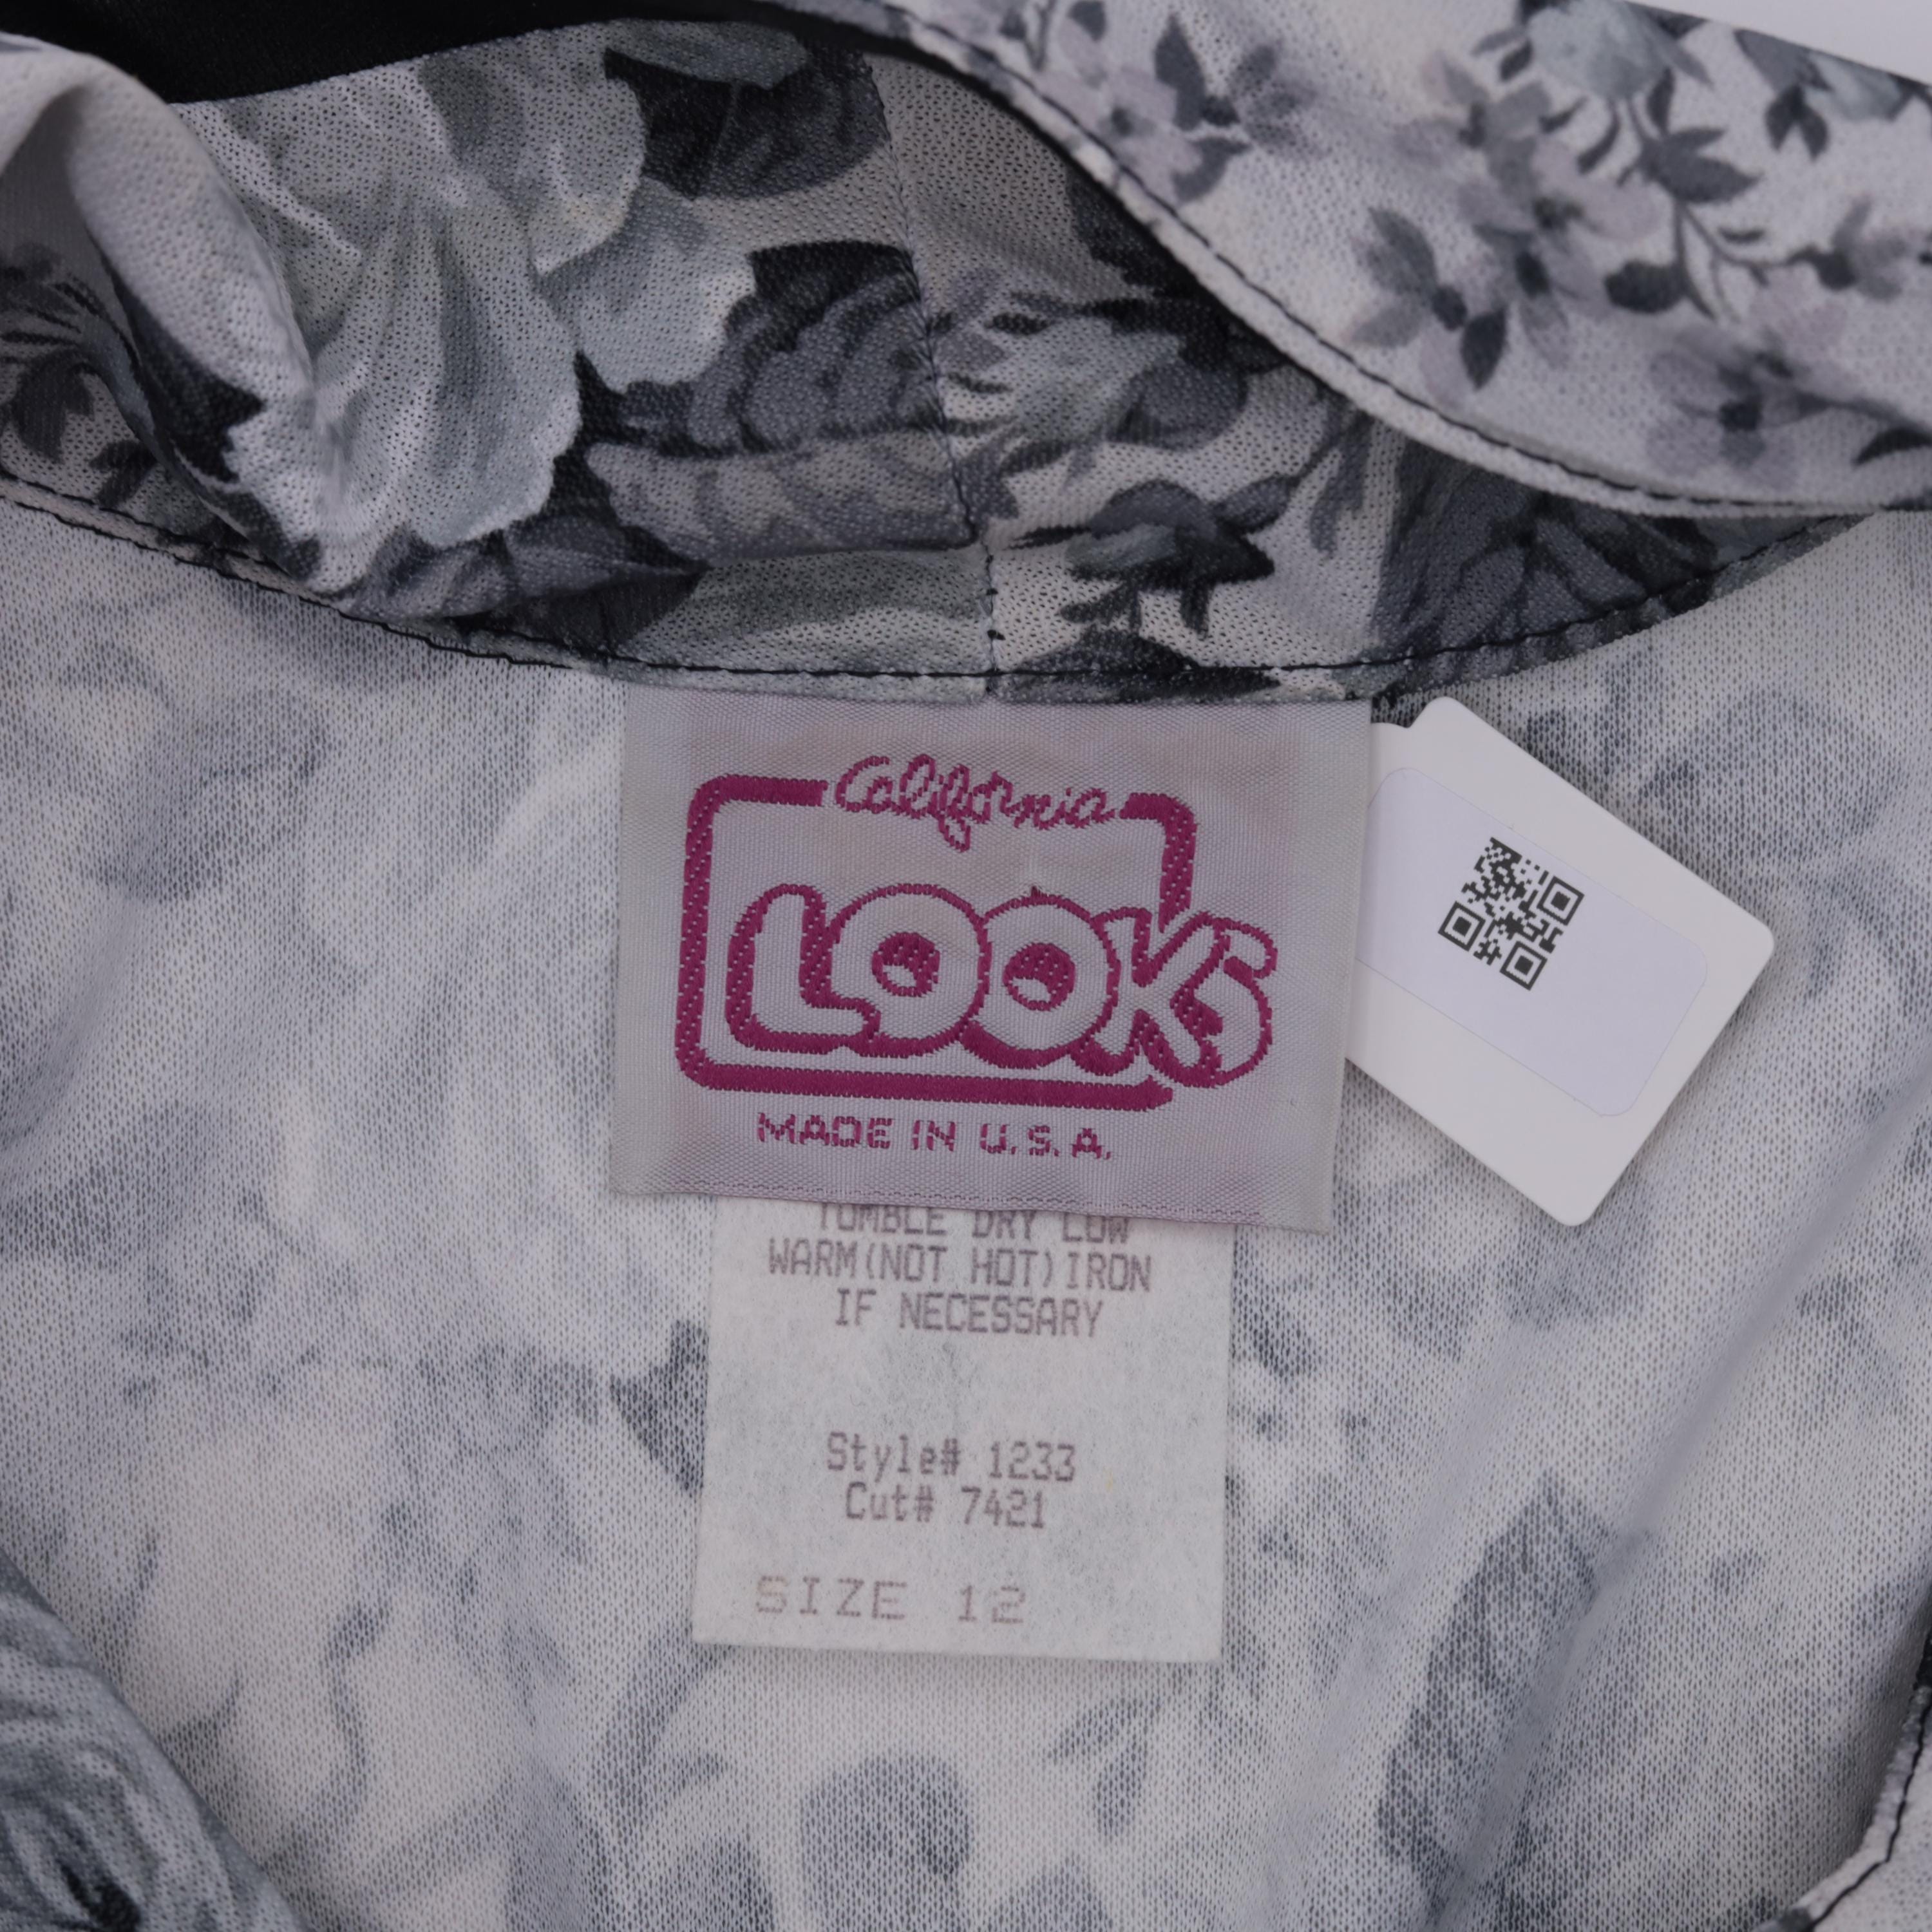 California
LOOKS
MADE IN U.S.A.
TUMBLE DRY LOW
WARM(NOT HOT)IRON
IF NECESSARY
Style# 1233
Cut# 7421
SIZE 12